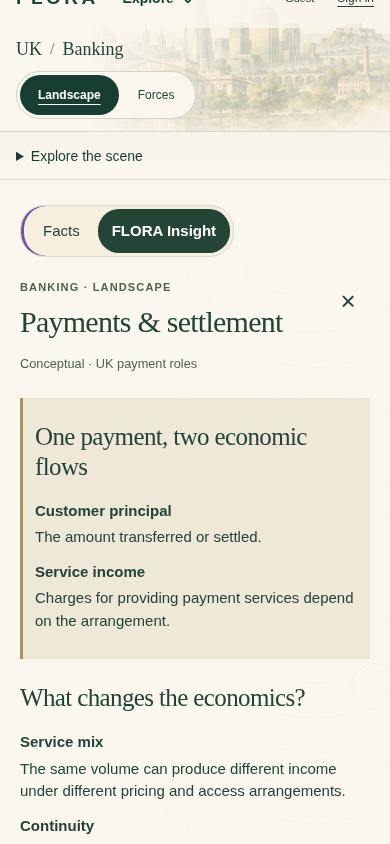 FLORA Explore Guest Sign in
UK / Banking
Landscape Forces
Explore the scene
Facts FLORA Insight
BANKING · LANDSCAPE
Payments & settlement
Conceptual · UK payment roles
One payment, two economic
flows
Customer principal
The amount transferred or settled.
Service income
Charges for providing payment services depend
on the arrangement.
What changes the economics?
Service mix
The same volume can produce different income
under different pricing and access arrangements.
Continuity